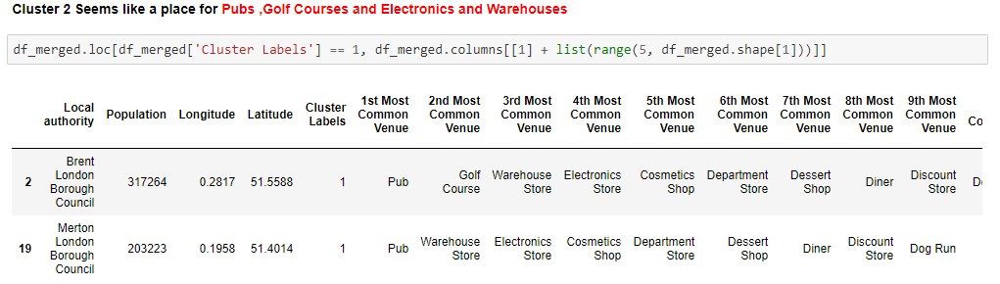 Cluster 2 Seems like a place for Pubs ,Golf Courses and Electronics and Warehouses
df_merged.loc[df_merged['Cluster Labels'] == 1, df_merged.columns[[1] + list(range(5, df_merged.shape[1]))]]
Local authority Population Longitude Latitude Cluster Labels 1st Most Common Venue 2nd Most Common Venue 3rd Most Common Venue 4th Most Common Venue 5th Most Common Venue 6th Most Common Venue 7th Most Common Venue 8th Most Common Venue 9th Most Common Venue Co
2 Brent London Borough Council 317264 0.2817 51.5588 1 Pub Golf Course Warehouse Store Electronics Store Cosmetics Shop Department Store Dessert Shop Diner Discount Store D
19 Merton London Borough Council 203223 0.1958 51.4014 1 Pub Warehouse Store Electronics Store Cosmetics Shop Department Store Dessert Shop Diner Discount Store Dog Run